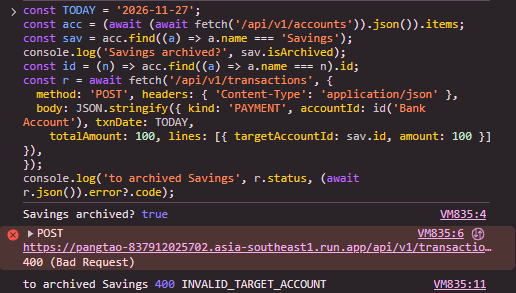 > const TODAY = '2026-11-27';
const acc = (await (await fetch('/api/v1/accounts')).json()).items;
const sav = acc.find((a) => a.name === 'Savings');
console.log('Savings archived?', sav.isArchived);
const id = (n) => acc.find((a) => a.name === n).id;
const r = await fetch('/api/v1/transactions', {
method: 'POST', headers: { 'Content-Type': 'application/json' },
body: JSON.stringify({ kind: 'PAYMENT', accountId: id('Bank
Account'), txnDate: TODAY,
totalAmount: 100, lines: [{ targetAccountId: sav.id, amount: 100 }]
}),
});
console.log('to archived Savings', r.status, (await
r.json()).error?.code);
Savings archived? true VM835:4
POST VM835:6
https://pangtao-837912025702.asia-southeast1.run.app/api/v1/transactio…
400 (Bad Request)
to archived Savings 400 INVALID_TARGET_ACCOUNT VM835:11